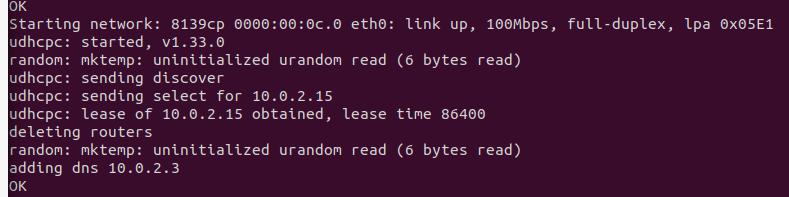 OK
Starting network: 8139cp 0000:00:0c.0 eth0: link up, 100Mbps, full-duplex, lpa 0x05E1
udhcpc: started, v1.33.0
random: mktemp: uninitialized urandom read (6 bytes read)
udhcpc: sending discover
udhcpc: sending select for 10.0.2.15
udhcpc: lease of 10.0.2.15 obtained, lease time 86400
deleting routers
random: mktemp: uninitialized urandom read (6 bytes read)
adding dns 10.0.2.3
OK